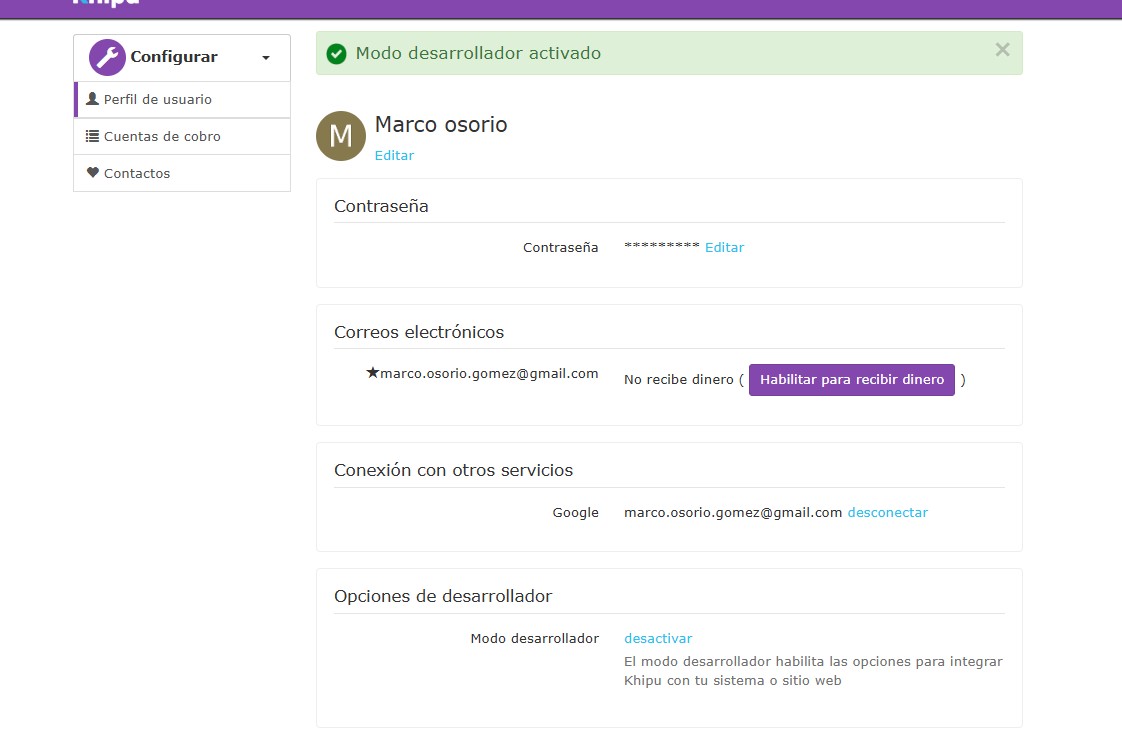 Khipu
Configurar
Perfil de usuario
Cuentas de cobro
Contactos
Modo desarrollador activado
×
M
Marco osorio
Editar
Contraseña
Contraseña ********* Editar
Correos electrónicos
★marco.osorio.gomez@gmail.com No recibe dinero ( Habilitar para recibir dinero )
Conexión con otros servicios
Google marco.osorio.gomez@gmail.com desconectar
Opciones de desarrollador
Modo desarrollador desactivar
El modo desarrollador habilita las opciones para integrar
Khipu con tu sistema o sitio web